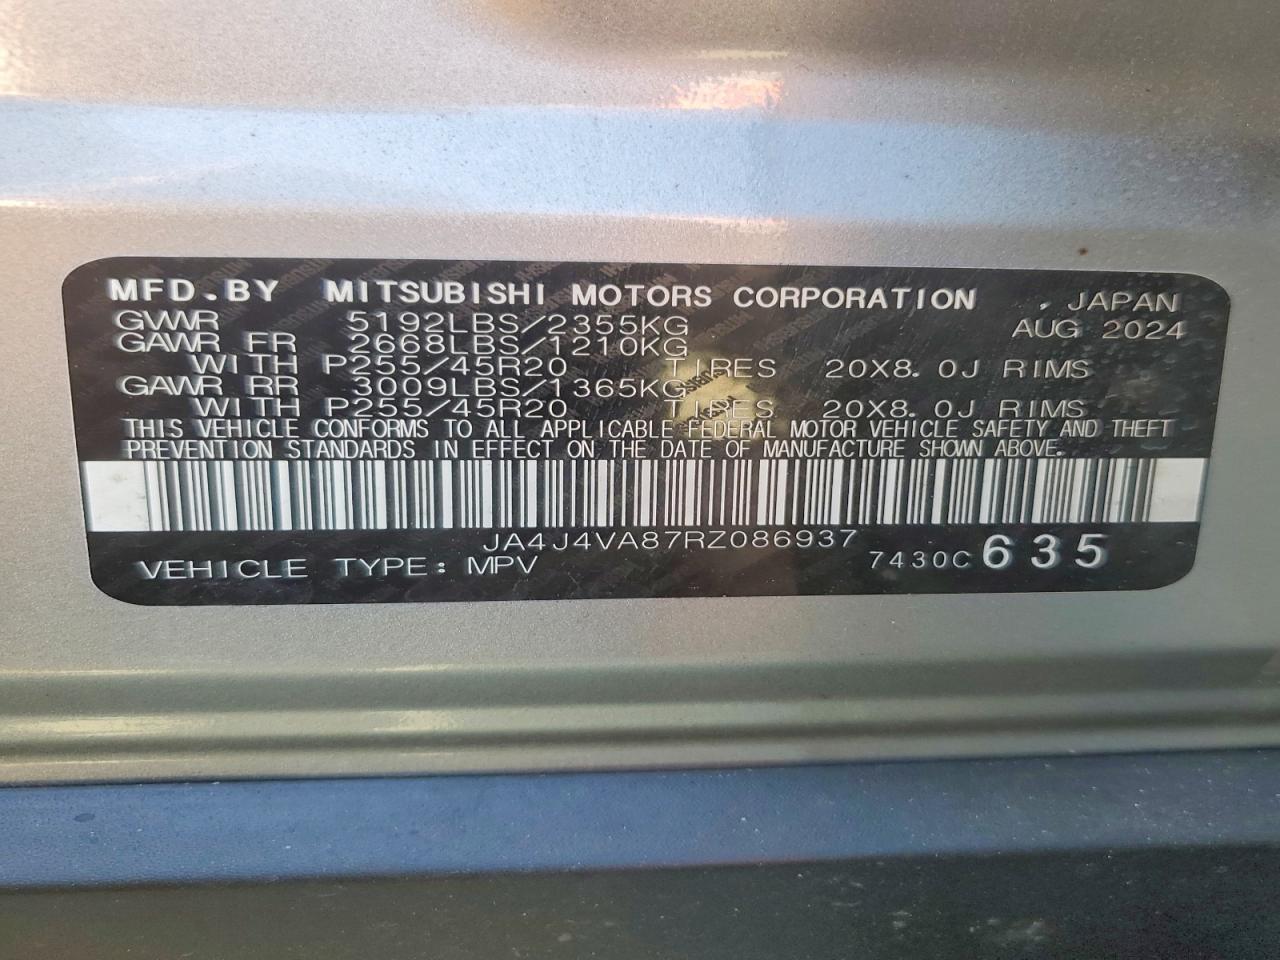 MFD.BY MITSUBISHI MOTORS CORPORATION , JAPAN
GVWR 5192LBS/2355KG AUG 2024
GAWR FR 2668LBS/1210KG
WITH P255/45R20 TIRES 20X8.0J RIMS
GAWR RR 3009LBS/1365KG
WITH P255/45R20 TIRES 20X8.0J RIMS
THIS VEHICLE CONFORMS TO ALL APPLICABLE FEDERAL MOTOR VEHICLE SAFETY AND THEFT
PREVENTION STANDARDS IN EFFECT ON THE DATE OF MANUFACTURE SHOWN ABOVE.
JA4J4VA87RZ086937
VEHICLE TYPE: MPV 7430C 635